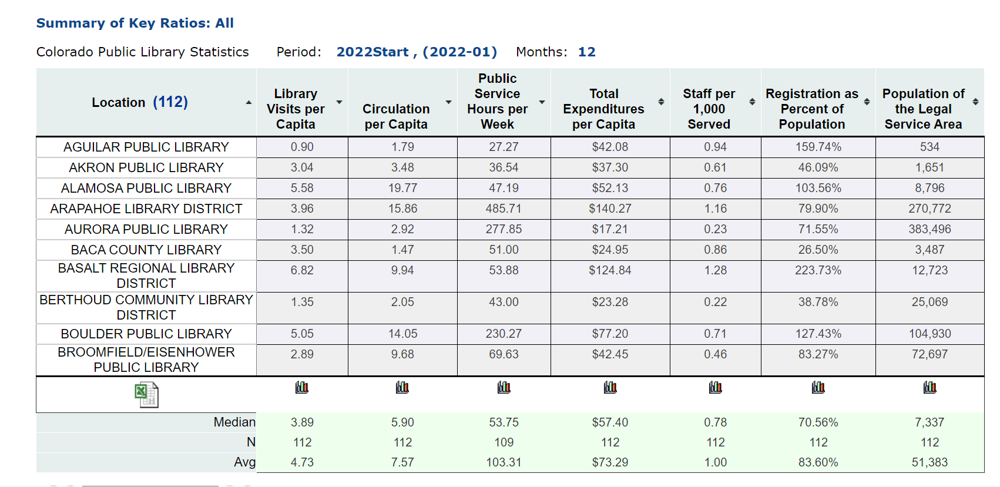 Summary of Key Ratios: All
Colorado Public Library Statistics Period: 2022Start , (2022-01) Months: 12
Location (112) Library Visits per Capita Circulation per Capita Public Service Hours per Week Total Expenditures per Capita Staff per 1,000 Served Registration as Percent of Population Population of the Legal Service Area
AGUILAR PUBLIC LIBRARY 0.90 1.79 27.27 $42.08 0.94 159.74% 534
AKRON PUBLIC LIBRARY 3.04 3.48 36.54 $37.30 0.61 46.09% 1,651
ALAMOSA PUBLIC LIBRARY 5.58 19.77 47.19 $52.13 0.76 103.56% 8,796
ARAPAHOE LIBRARY DISTRICT 3.96 15.86 485.71 $140.27 1.16 79.90% 270,772
AURORA PUBLIC LIBRARY 1.32 2.92 277.85 $17.21 0.23 71.55% 383,496
BACA COUNTY LIBRARY 3.50 1.47 51.00 $24.95 0.86 26.50% 3,487
BASALT REGIONAL LIBRARY DISTRICT 6.82 9.94 53.88 $124.84 1.28 223.73% 12,723
BERTHOUD COMMUNITY LIBRARY DISTRICT 1.35 2.05 43.00 $23.28 0.22 38.78% 25,069
BOULDER PUBLIC LIBRARY 5.05 14.05 230.27 $77.20 0.71 127.43% 104,930
BROOMFIELD/EISENHOWER PUBLIC LIBRARY 2.89 9.68 69.63 $42.45 0.46 83.27% 72,697
Median 3.89 5.90 53.75 $57.40 0.78 70.56% 7,337
N 112 112 109 112 112 112 112
Avg 4.73 7.57 103.31 $73.29 1.00 83.60% 51,383